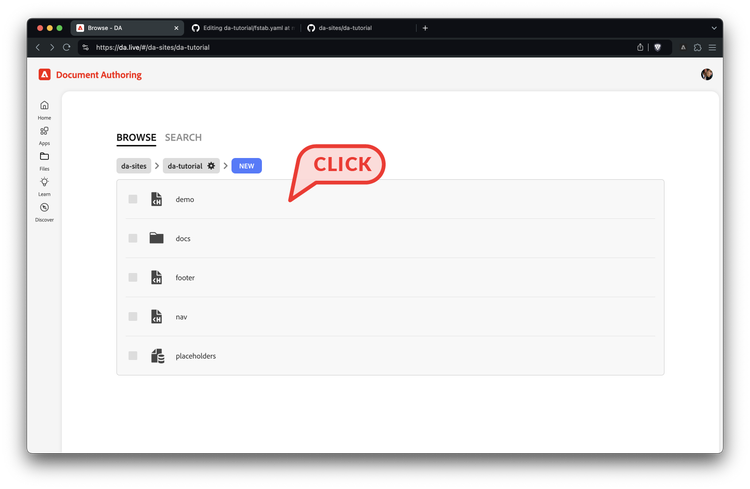 Browse - DA
Editing da-tutorial/fstab.yaml at
da-sites/da-tutorial
https://da.live/#/da-sites/da-tutorial
Document Authoring
Home
Apps
Files
Learn
Discover
BROWSE SEARCH
da-sites da-tutorial NEW
CLICK
demo
docs
footer
nav
placeholders